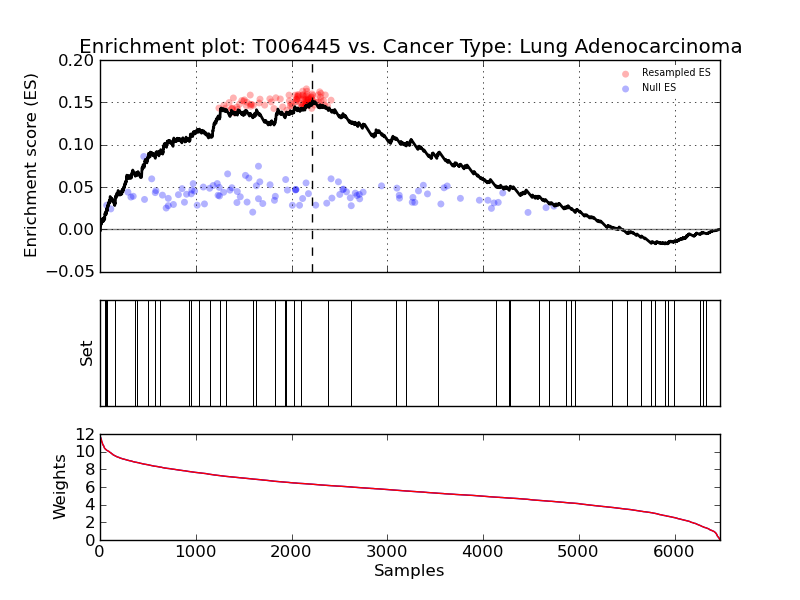 Enrichment plot: T006445 vs. Cancer Type: Lung Adenocarcinoma
0.20
0.15
0.10
0.05
0.00
−0.05
Enrichment score (ES)
Resampled ES
Null ES
Set
12
10
8
6
4
2
0
Weights
0 1000 2000 3000 4000 5000 6000
Samples